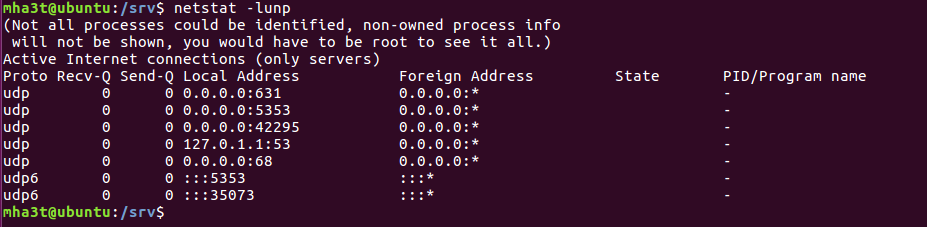 mha3t@ubuntu:/srv$ netstat -lunp
(Not all processes could be identified, non-owned process info
 will not be shown, you would have to be root to see it all.)
Active Internet connections (only servers)
Proto Recv-Q Send-Q Local Address           Foreign Address         State       PID/Program name
udp        0      0 0.0.0.0:631             0.0.0.0:*                           -
udp        0      0 0.0.0.0:5353            0.0.0.0:*                           -
udp        0      0 0.0.0.0:42295           0.0.0.0:*                           -
udp        0      0 127.0.1.1:53            0.0.0.0:*                           -
udp        0      0 0.0.0.0:68              0.0.0.0:*                           -
udp6       0      0 :::5353                 :::*                                -
udp6       0      0 :::35073                :::*                                -
mha3t@ubuntu:/srv$